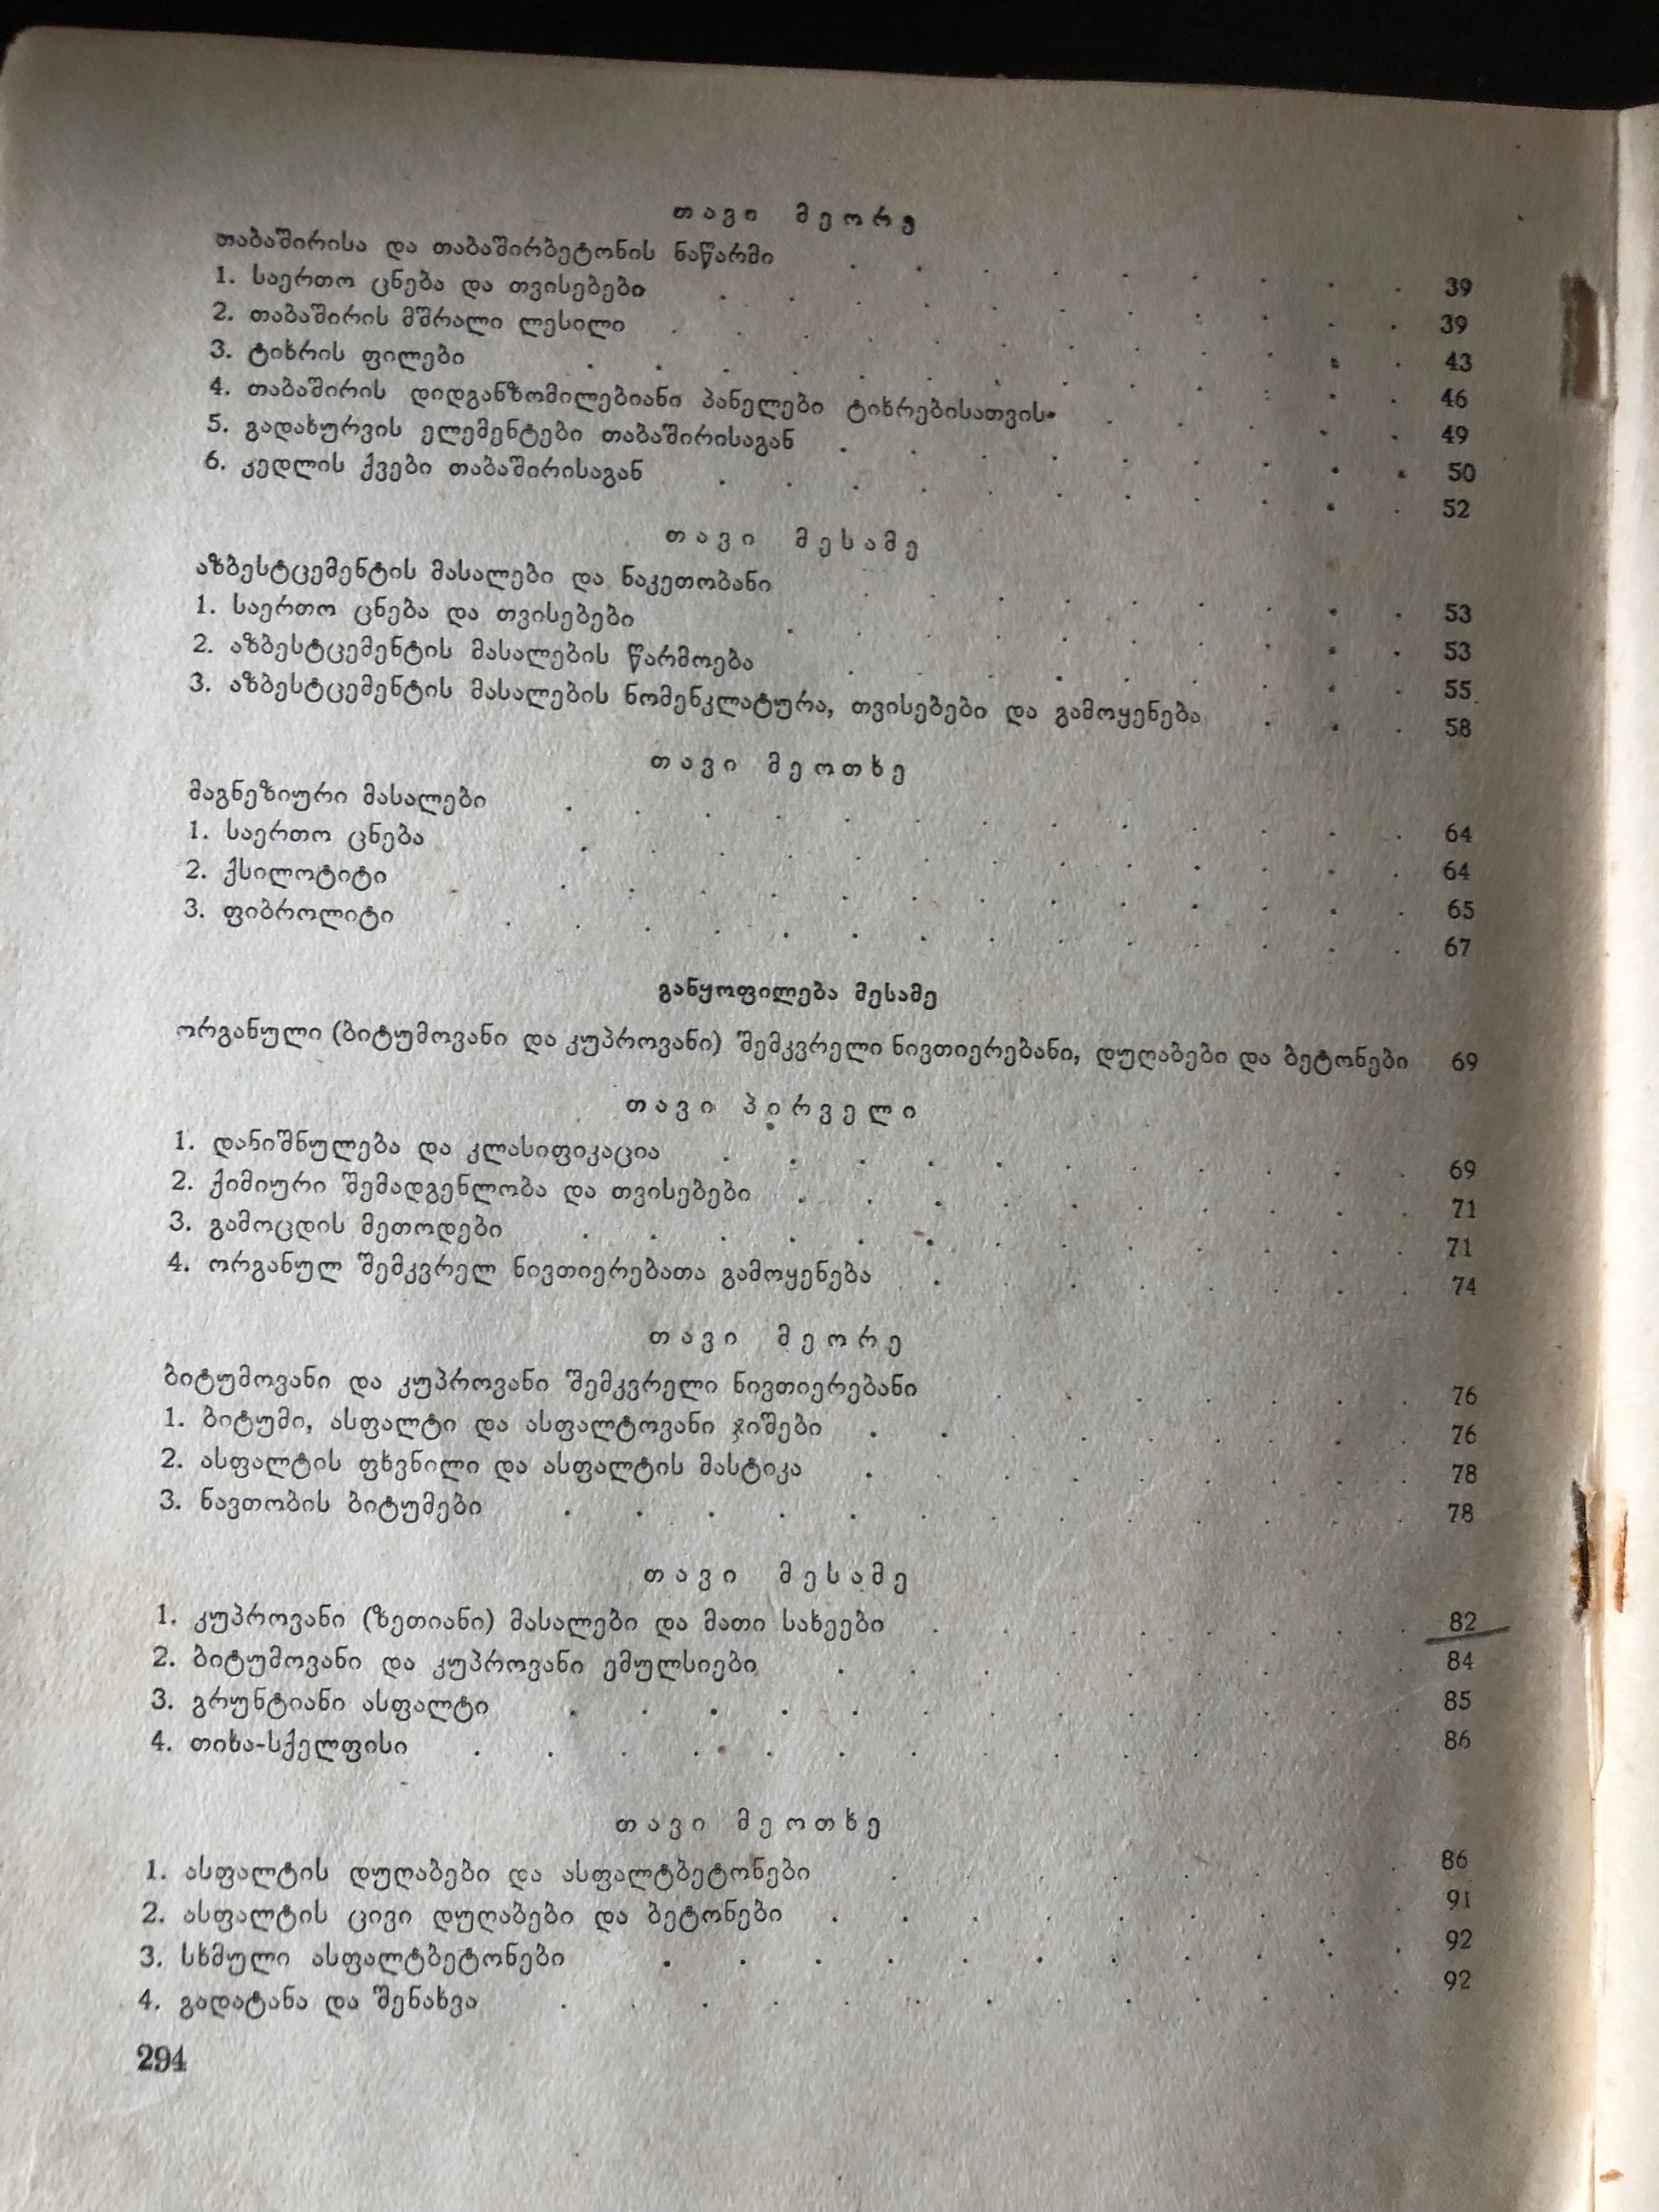 თავი მეორე
თაბაშირისა და თაბაშირბეტონის ნაწარმი . . . . . . . . . 39
1. საერთო ცნება და თვისებები . . . . . . . . . . . 39
2. თაბაშირის მშრალი ლესილი . . . . . . . . . . . 43
3. ტიხრის ფილები . . . . . . . . . . . . 46
4. თაბაშირის დიდგანზომილებიანი პანელები ტიხრებისათვის . . . . . 49
5. გადახურვის ელემენტები თაბაშირისაგან . . . . . . . . . 50
6. კედლის ქვები თაბაშირისაგან . . . . . . . . . . . 52
თავი მესამე
აზბესტცემენტის მასალები და ნაკეთობანი . . . . . . . . . 53
1. საერთო ცნება და თვისებები . . . . . . . . . . 53
2. აზბესტცემენტის მასალების წარმოება . . . . . . . . . 55
3. აზბესტცემენტის მასალების ნომენკლატურა, თვისებები და გამოყენება . . . 58
თავი მეოთხე
მაგნეზიური მასალები . . . . . . . . . . . . . 64
1. საერთო ცნება . . . . . . . . . . . . . 64
2. ქსილოტიტი . . . . . . . . . . . . . 65
3. ფიბროლიტი . . . . . . . . . . . . . . 67
განყოფილება მესამე
ორგანული (ბიტუმოვანი და კუპროვანი) შემკვრელი ნივთიერებანი, დუღაბები და ბეტონები 69
თავი პირველი
1. დანიშნულება და კლასიფიკაცია . . . . . . . . . . . 69
2. ქიმიური შემადგენლობა და თვისებები . . . . . . . . . . 71
3. გამოცდის მეთოდები . . . . . . . . . . . . . 71
4. ორგანულ შემკვრელ ნივთიერებათა გამოყენება . . . . . . . . 74
თავი მეორე
ბიტუმოვანი და კუპროვანი შემკვრელი ნივთიერებანი . . . . . . . 76
1. ბიტუმი, ასფალტი და ასფალტოვანი ჯიშები . . . . . . . . . 76
2. ასფალტის ფხვნილი და ასფალტის მასტიკა . . . . . . . . . 78
3. ნავთობის ბიტუმები . . . . . . . . . . . . . 78
თავი მესამე
1. კუპროვანი (ზეთიანი) მასალები და მათი სახეები . . . . . . . . 82
2. ბიტუმოვანი და კუპროვანი ემულსიები . . . . . . . . . 84
3. გრუნტიანი ასფალტი . . . . . . . . . . . . . 85
4. თიხა-სქელფისი . . . . . . . . . . . . . . 86
თავი მეოთხე
1. ასფალტის დუღაბები და ასფალტბეტონები . . . . . . . . 86
2. ასფალტის ცივი დუღაბები და ბეტონები . . . . . . . . . 91
3. სხმული ასფალტბეტონები . . . . . . . . . . . 92
4. გადატანა და შენახვა . . . . . . . . . . . . . 92
294